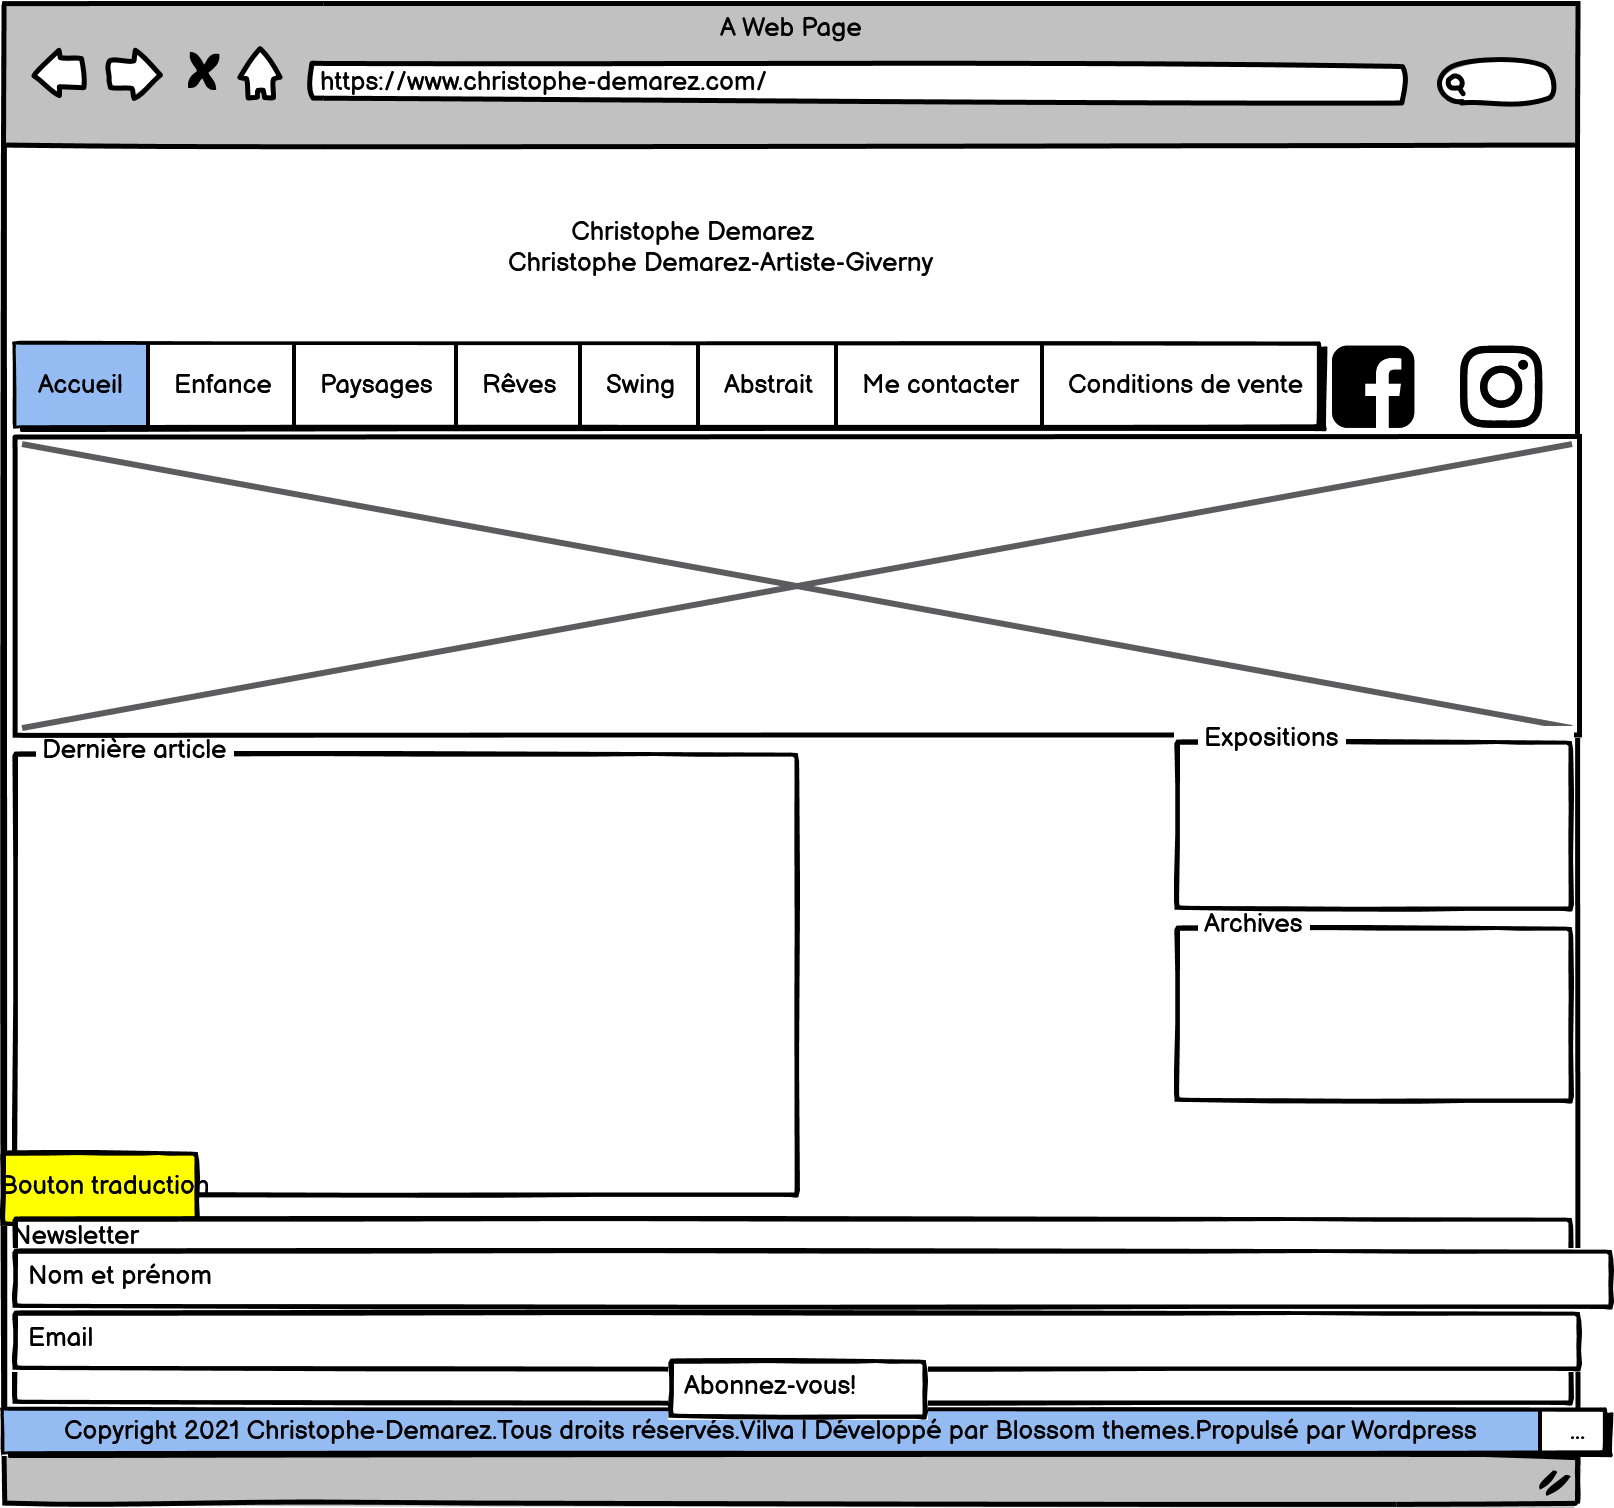 A Web Page
https://www.christophe-demarez.com/
Christophe Demarez
Christophe Demarez-Artiste-Giverny
Accueil Enfance Paysages Rêves Swing Abstrait Me contacter Conditions de vente
Dernière article
Expositions
Archives
Bouton traduction
Newsletter
Nom et prénom
Email
Abonnez-vous!
Copyright 2021 Christophe-Demarez.Tous droits réservés.Vilva | Développé par Blossom themes.Propulsé par Wordpress ...